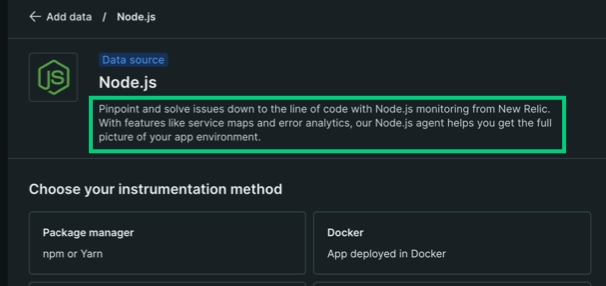 ← Add data / Node.js
JS
Data source
Node.js
Pinpoint and solve issues down to the line of code with Node.js monitoring from New Relic.
With features like service maps and error analytics, our Node.js agent helps you get the full
picture of your app environment.
Choose your instrumentation method
Package manager
npm or Yarn
Docker
App deployed in Docker